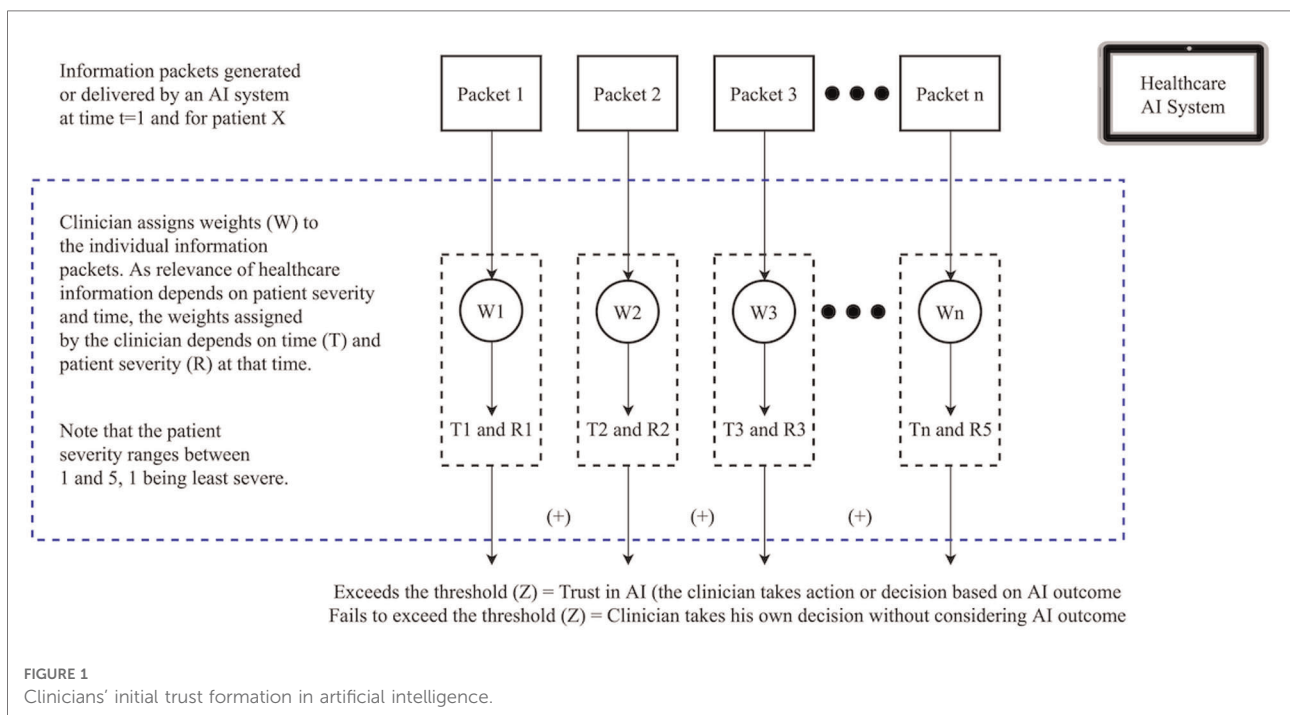 Information packets generated
or delivered by an AI system
at time t=1 and for patient X
Packet 1
Packet 2
Packet 3
Packet n
Healthcare
AI System
Clinician assigns weights (W) to
the individual information
packets. As relevance of healthcare
information depends on patient severity
and time, the weights assigned
by the clinician depends on time (T) and
patient severity (R) at that time.
W1
W2
W3
Wn
Note that the patient
severity ranges between
1 and 5, 1 being least severe.
T1 and R1
T2 and R2
T3 and R3
Tn and R5
(+)
(+)
(+)
Exceeds the threshold (Z) = Trust in AI (the clinician takes action or decision based on AI outcome
Fails to exceed the threshold (Z) = Clinician takes his own decision without considering AI outcome
FIGURE 1
Clinicians' initial trust formation in artificial intelligence.